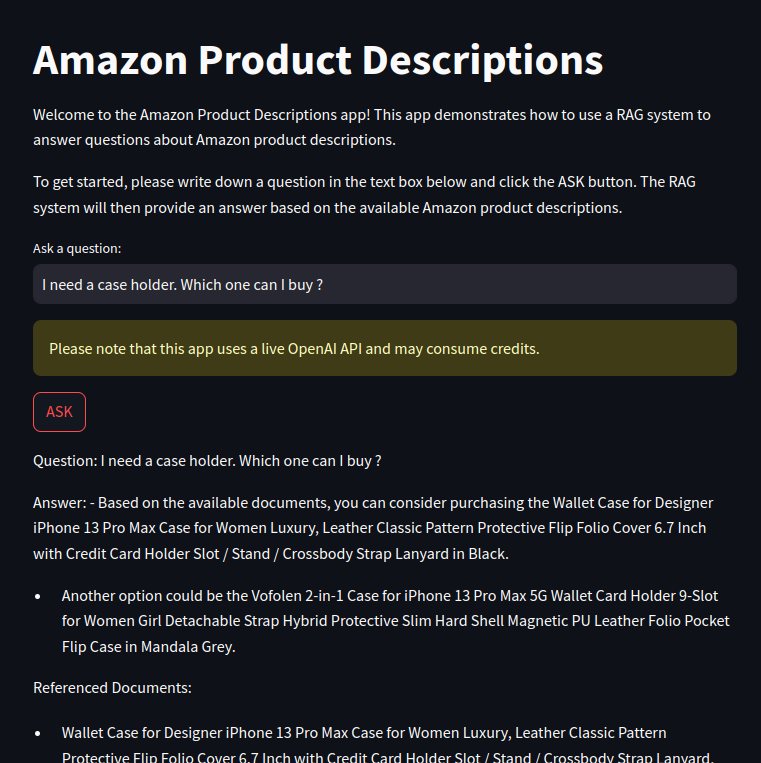 Amazon Product Descriptions
Welcome to the Amazon Product Descriptions app! This app demonstrates how to use a RAG system to
answer questions about Amazon product descriptions.
To get started, please write down a question in the text box below and click the ASK button. The RAG
system will then provide an answer based on the available Amazon product descriptions.
Ask a question:
I need a case holder. Which one can I buy ?
Please note that this app uses a live OpenAI API and may consume credits.
ASK
Question: I need a case holder. Which one can I buy ?
Answer: - Based on the available documents, you can consider purchasing the Wallet Case for Designer
iPhone 13 Pro Max Case for Women Luxury, Leather Classic Pattern Protective Flip Folio Cover 6.7 Inch
with Credit Card Holder Slot / Stand / Crossbody Strap Lanyard in Black.
• Another option could be the Vofolen 2-in-1 Case for iPhone 13 Pro Max 5G Wallet Card Holder 9-Slot
for Women Girl Detachable Strap Hybrid Protective Slim Hard Shell Magnetic PU Leather Folio Pocket
Flip Case in Mandala Grey.
Referenced Documents:
• Wallet Case for Designer iPhone 13 Pro Max Case for Women Luxury, Leather Classic Pattern
Protective Flip Folio Cover 6.7 Inch with Credit Card Holder Slot / Stand / Crossbody Strap Lanyard.